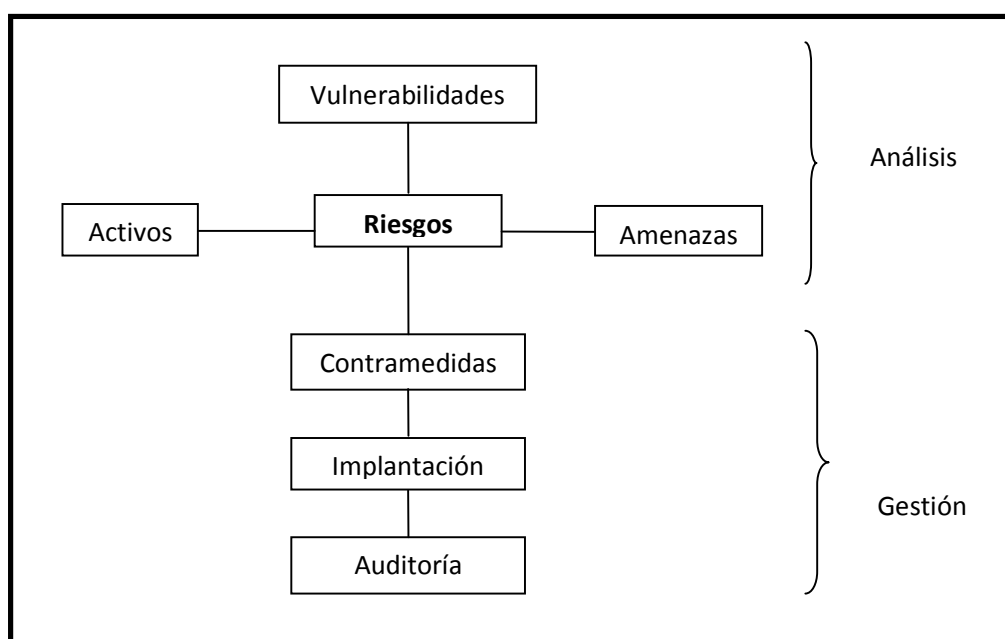 Vulnerabilidades
Análisis
Activos
Riesgos
Amenazas
Contramedidas
Implantación
Gestión
Auditoría